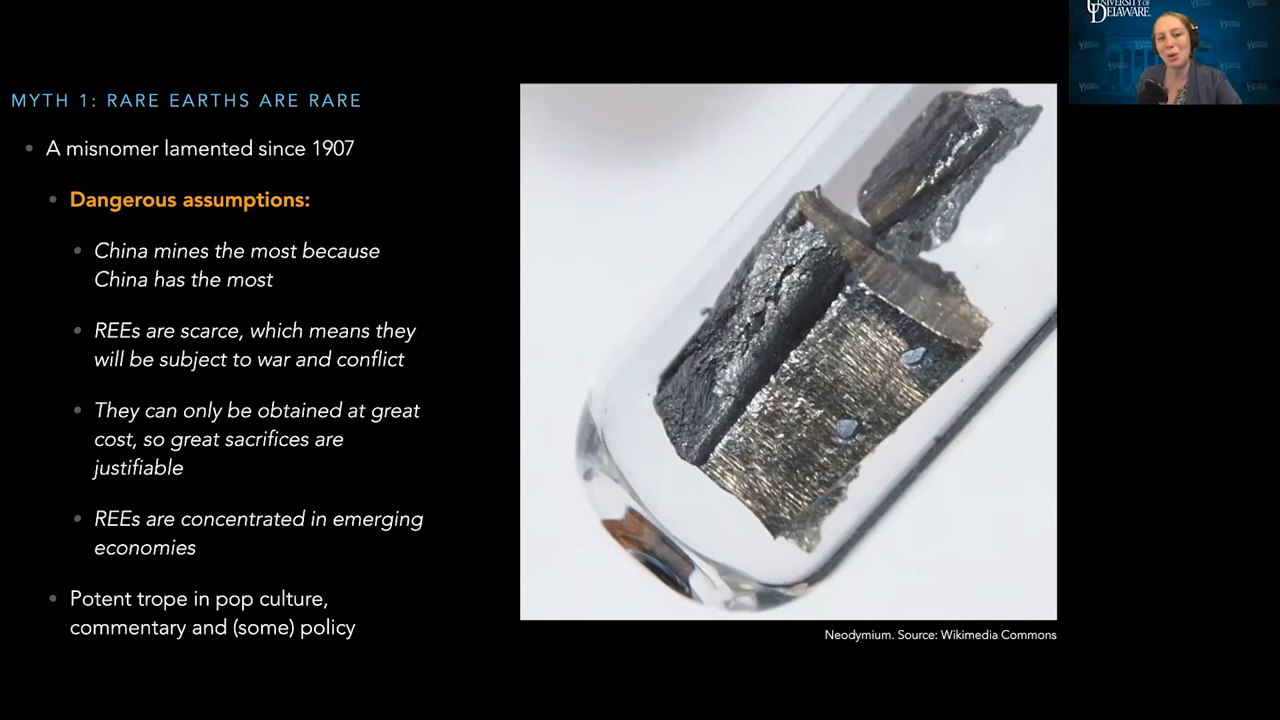 MYTH 1: RARE EARTHS ARE RARE
A misnomer lamented since 1907
Dangerous assumptions:
China mines the most because
China has the most
REEs are scarce, which means they
will be subject to war and conflict
They can only be obtained at great
cost, so great sacrifices are
justifiable
REEs are concentrated in emerging
economies
Potent trope in pop culture,
commentary and (some) policy
Neodymium. Source: Wikimedia Commons
UNIVERSITY OF
DELAWARE